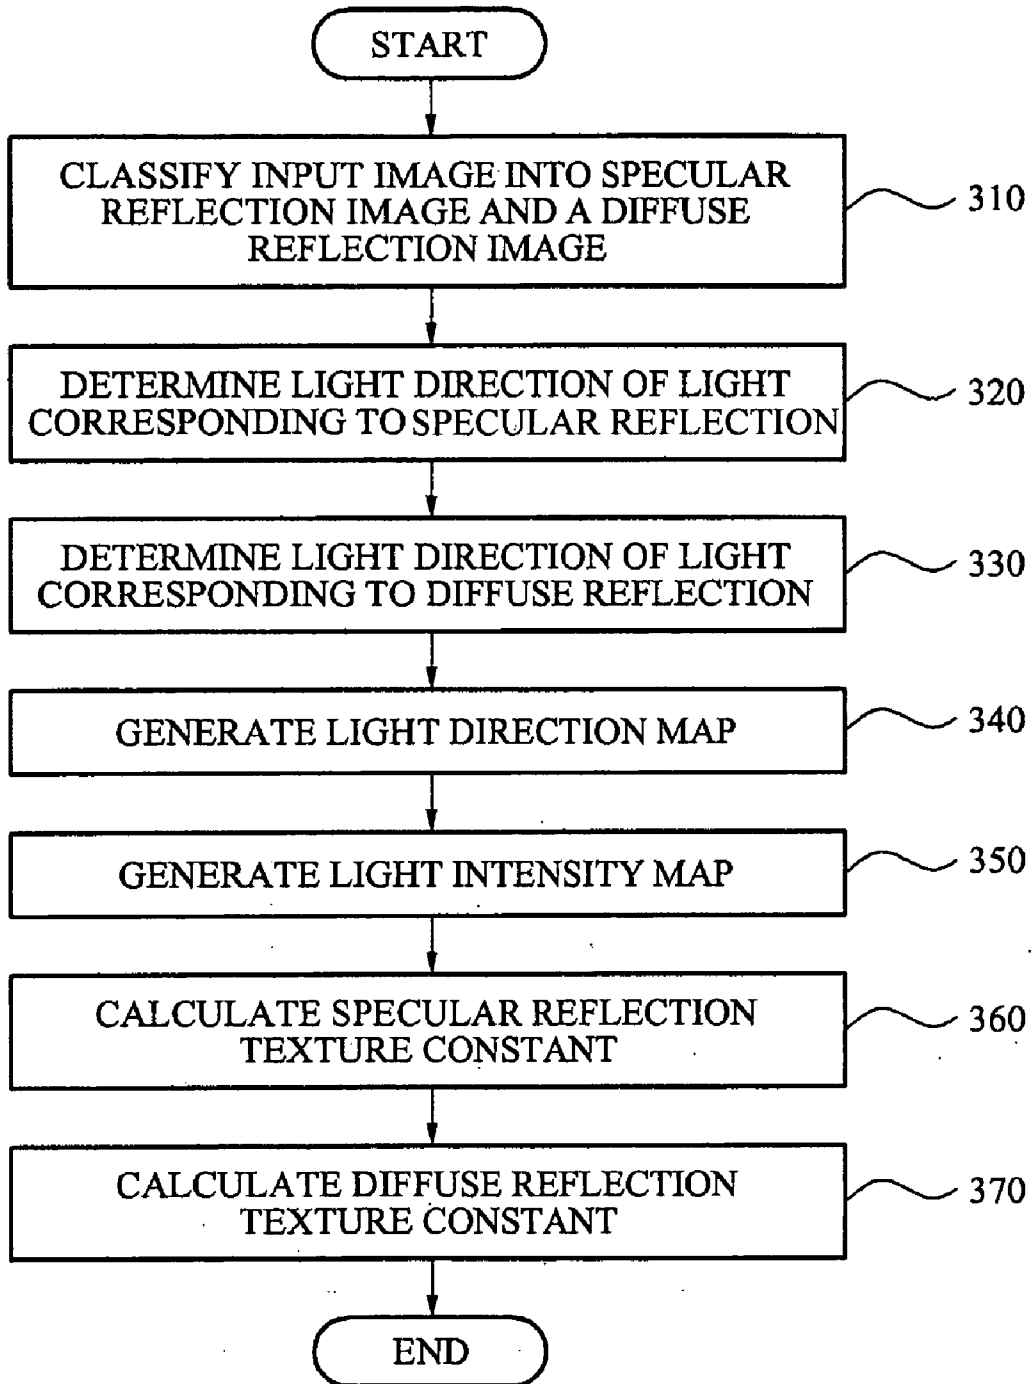 START
CLASSIFY INPUT IMAGE INTO SPECULAR
REFLECTION IMAGE AND A DIFFUSE
REFLECTION IMAGE
310
DETERMINE LIGHT DIRECTION OF LIGHT
CORRESPONDING TO SPECULAR REFLECTION
320
DETERMINE LIGHT DIRECTION OF LIGHT
CORRESPONDING TO DIFFUSE REFLECTION
330
GENERATE LIGHT DIRECTION MAP
340
GENERATE LIGHT INTENSITY MAP
350
CALCULATE SPECULAR REFLECTION
TEXTURE CONSTANT
360
CALCULATE DIFFUSE REFLECTION
TEXTURE CONSTANT
370
END